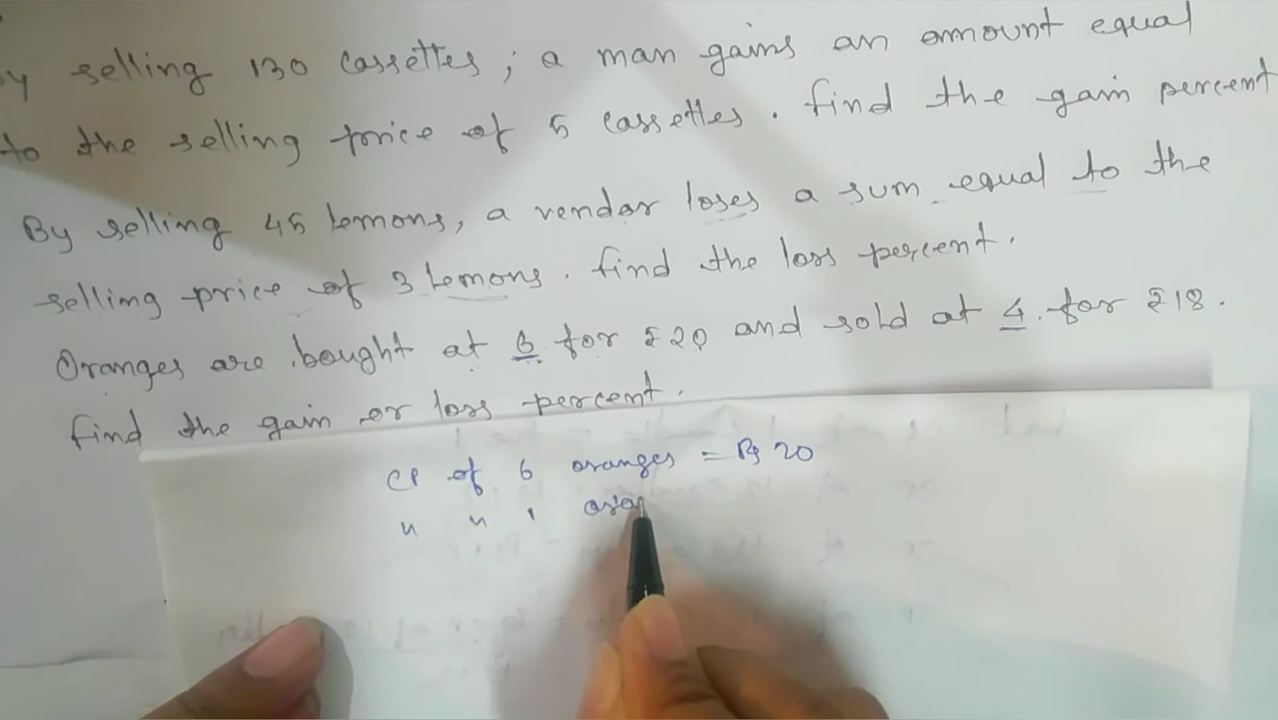 By selling 130 cassettes; a man gains an amount equal
to the selling price of 5 cassettes. find the gain percent
By selling 45 lemons, a vendor loses a sum equal to the
selling price of 3 lemons. find the loss percent.
Oranges are bought at 6 for ₹20 and sold at 4 for ₹18.
find the gain or loss percent.
CP of 6 oranges = Rs 20
" " 1 oran